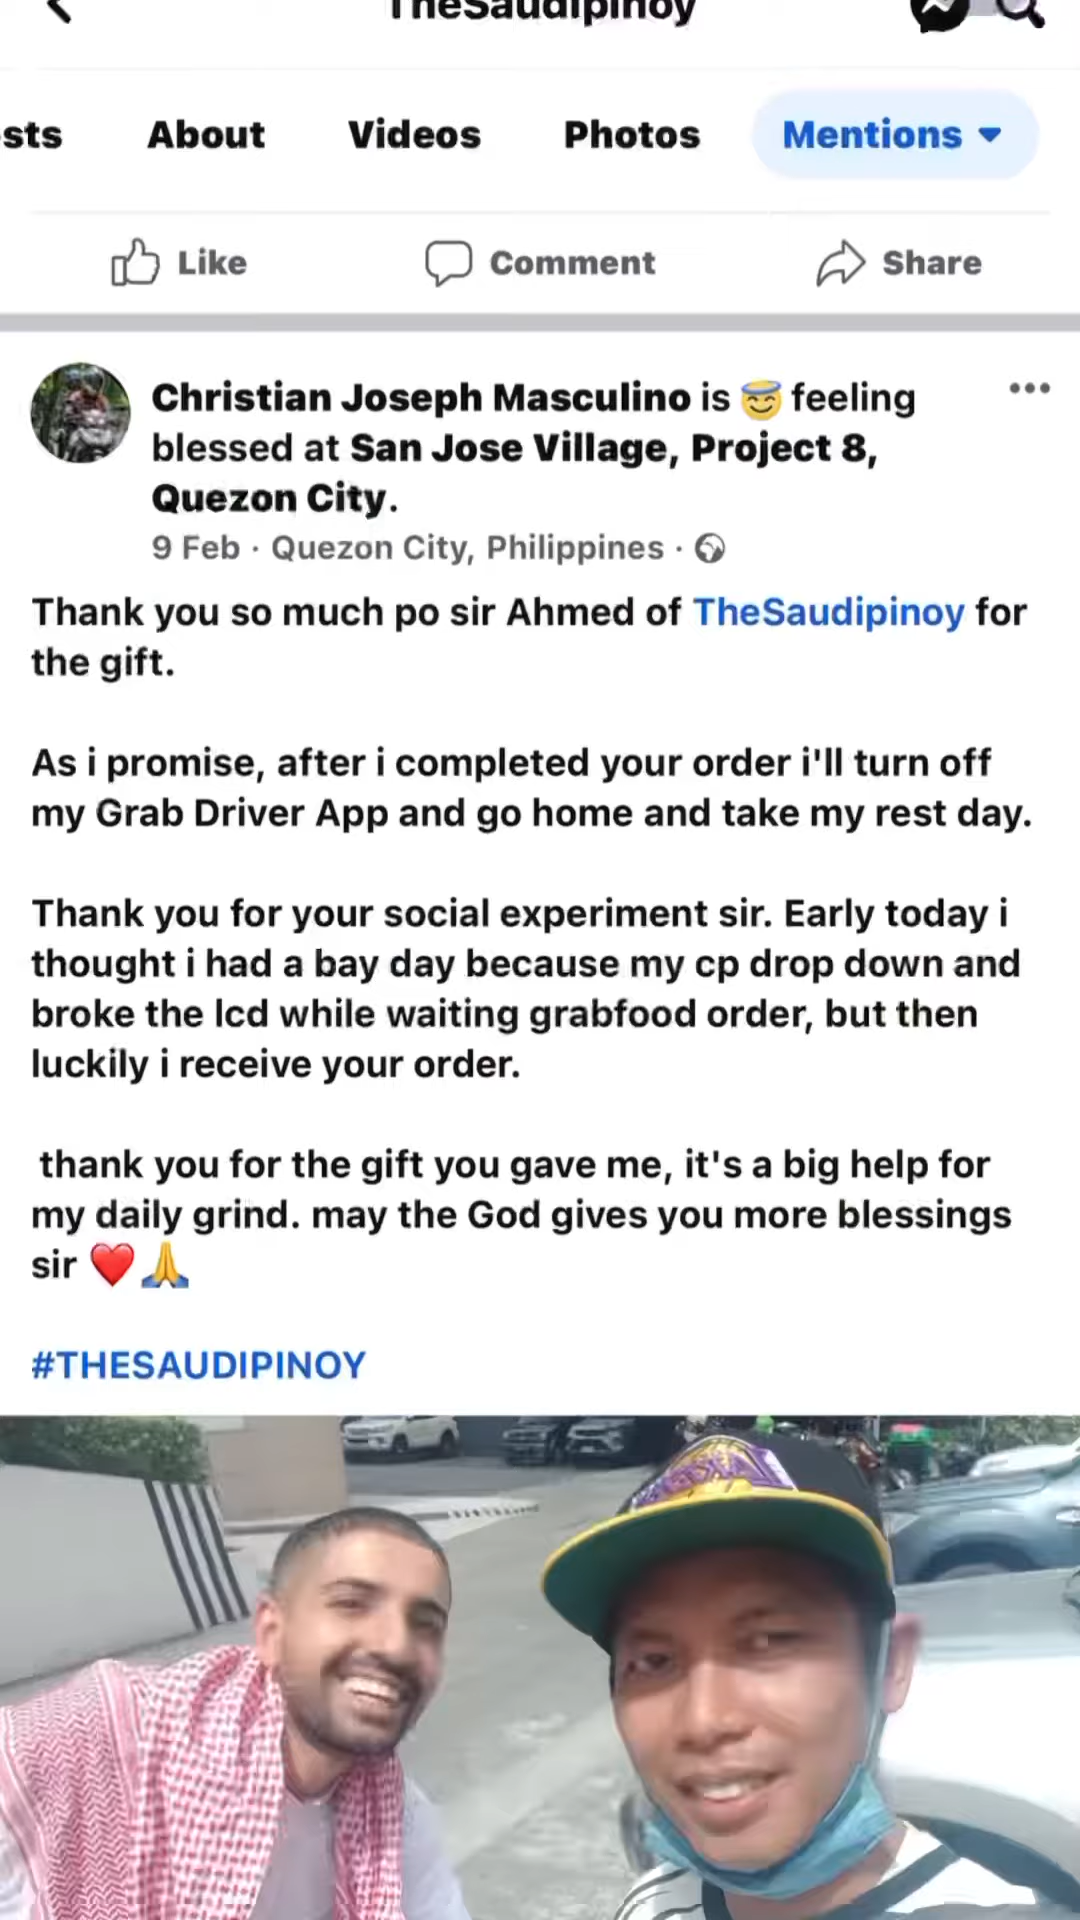 TheSaudipinoy
sts
About
Videos
Photos
Mentions
Like
Comment
Share
Christian Joseph Masculino is 😇 feeling
blessed at San Jose Village, Project 8,
Quezon City.
9 Feb · Quezon City, Philippines ·
Thank you so much po sir Ahmed of TheSaudipinoy for
the gift.
As i promise, after i completed your order i'll turn off
my Grab Driver App and go home and take my rest day.
Thank you for your social experiment sir. Early today i
thought i had a bay day because my cp drop down and
broke the lcd while waiting grabfood order, but then
luckily i receive your order.
thank you for the gift you gave me, it's a big help for
my daily grind. may the God gives you more blessings
sir ❤️🙏
#THESAUDIPINOY